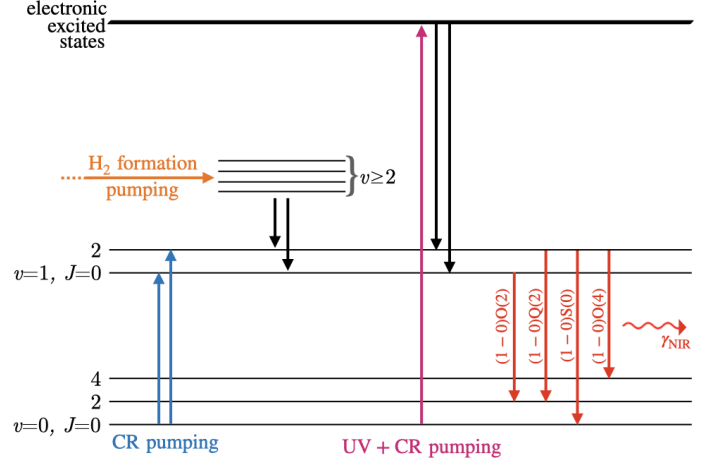 electronic
excited
states
H₂ formation
pumping
v≥2
2
v=1, J=0
(1−0)O(2)
(1−0)Q(2)
(1−0)S(0)
(1−0)O(4)
γNIR
4
2
v=0, J=0
CR pumping
UV + CR pumping